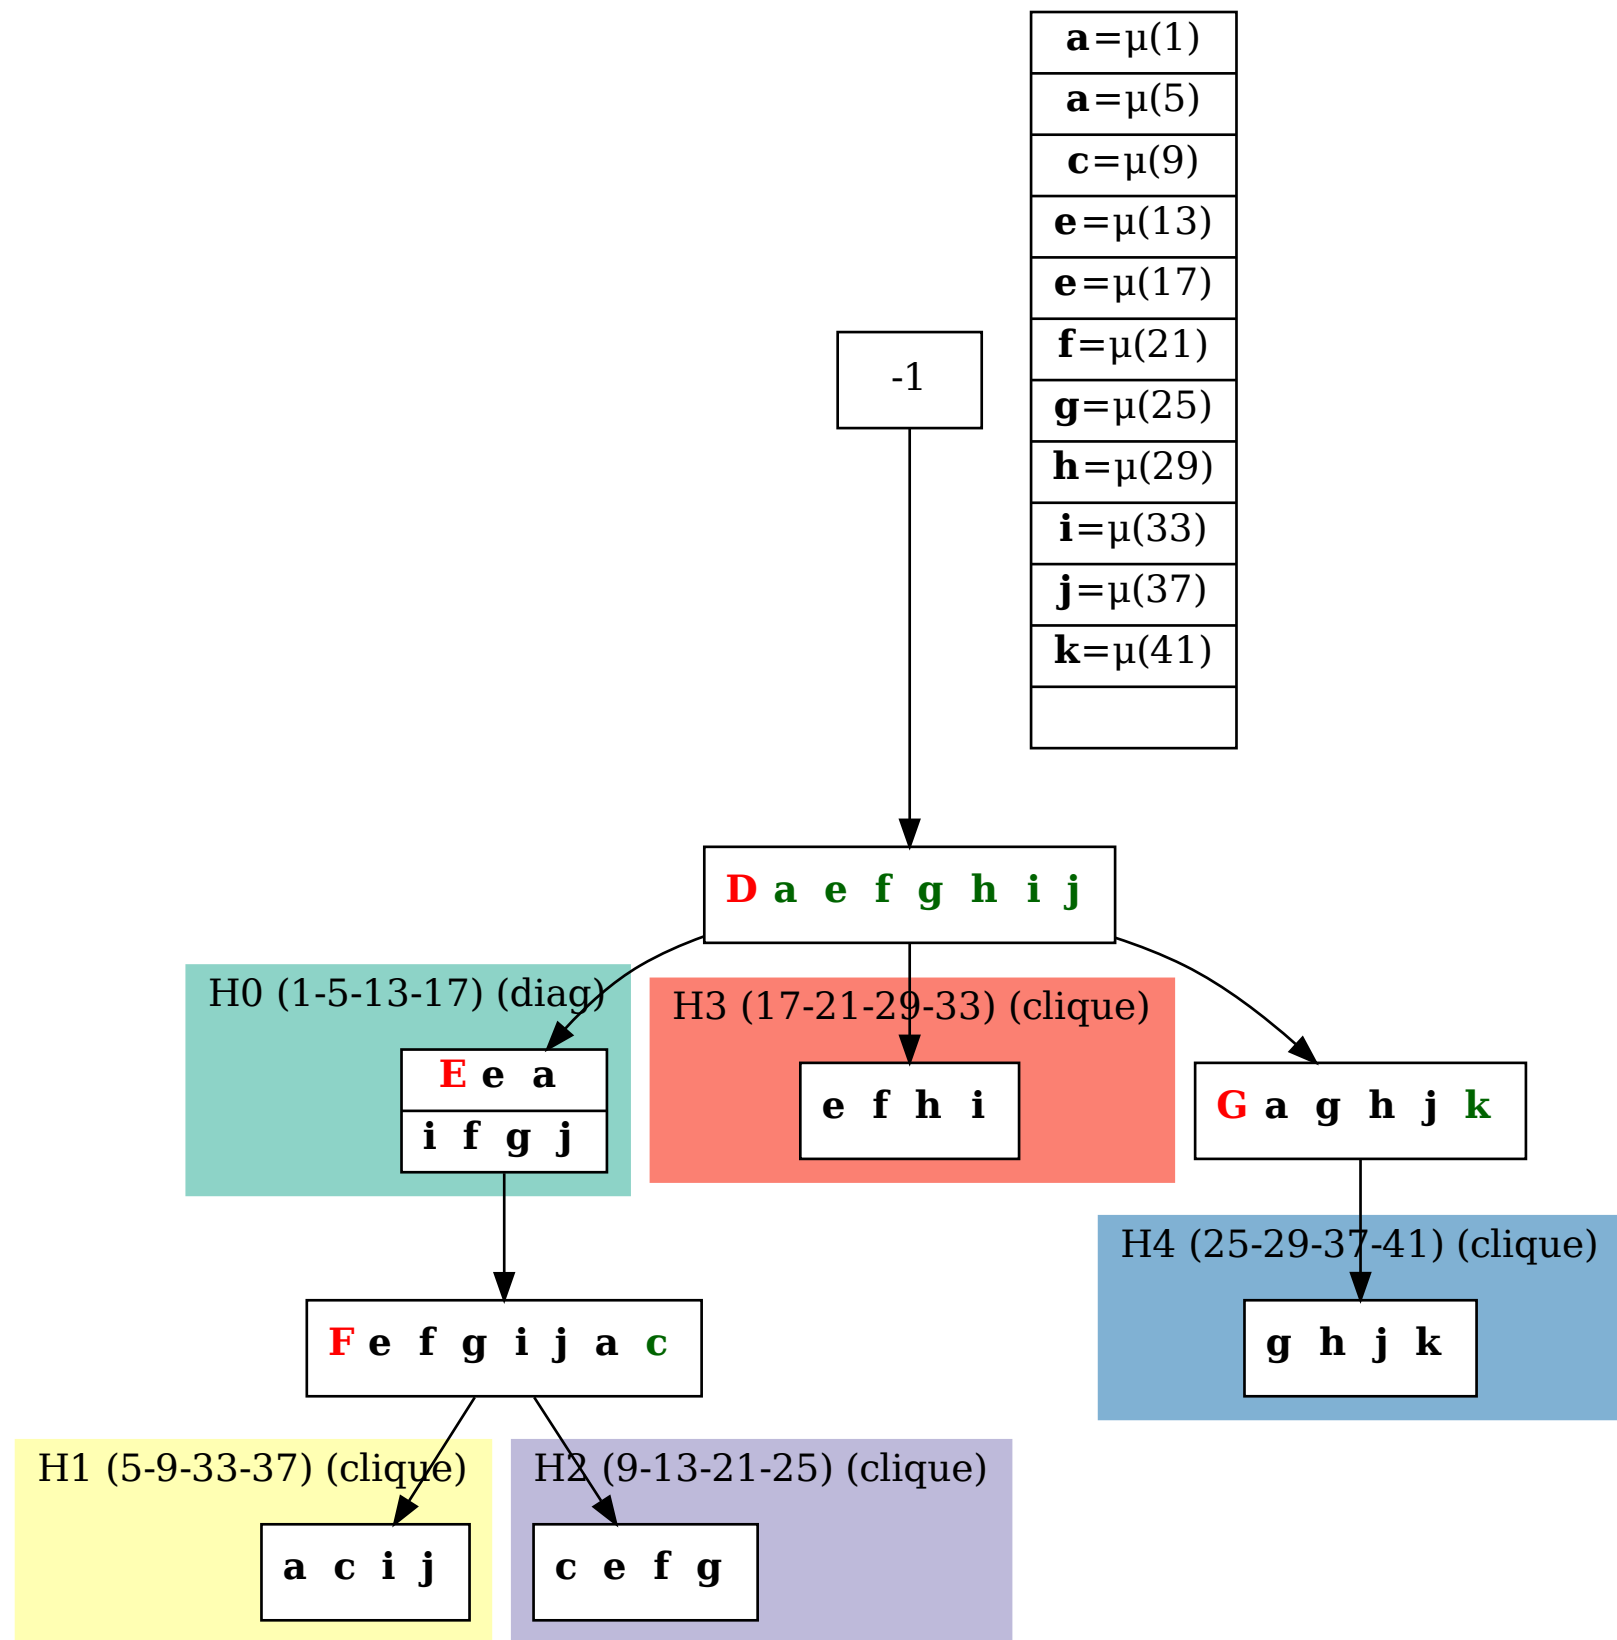 a=µ(1)
a=µ(5)
c=µ(9)
e=µ(13)
e=µ(17)
f=µ(21)
g=µ(25)
h=µ(29)
i=µ(33)
j=µ(37)
k=µ(41)
-1
D a e f g h i j
H0 (1-5-13-17) (diag)
E e a
i f g j
H3 (17-21-29-33) (clique)
e f h i
G a g h j k
H4 (25-29-37-41) (clique)
g h j k
F e f g i j a c
H1 (5-9-33-37) (clique)
a c i j
H2 (9-13-21-25) (clique)
c e f g